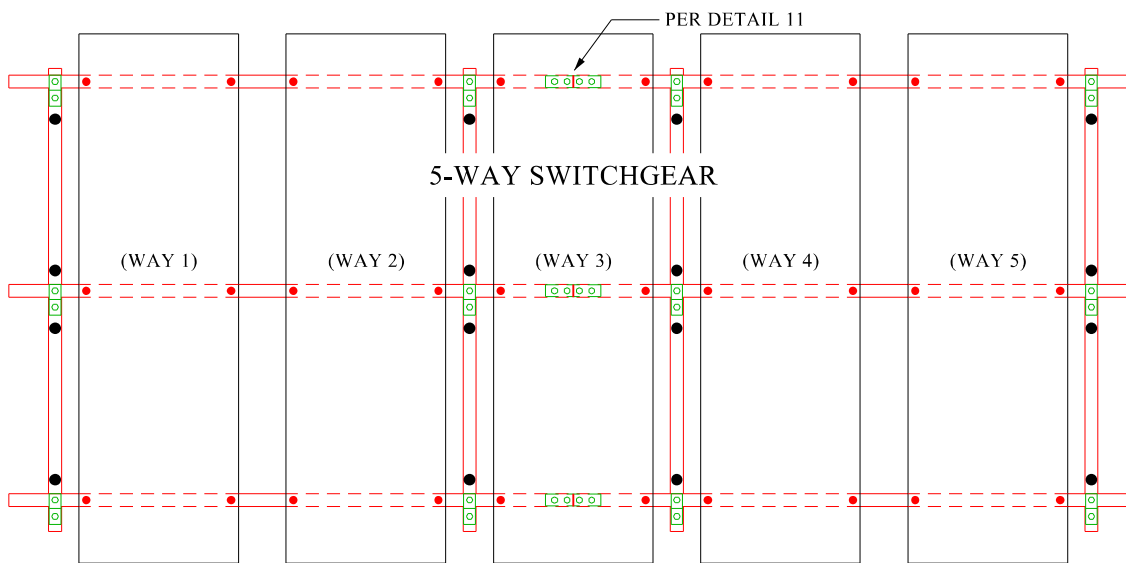 PER DETAIL 11
5-WAY SWITCHGEAR
(WAY 1) (WAY 2) (WAY 3) (WAY 4) (WAY 5)